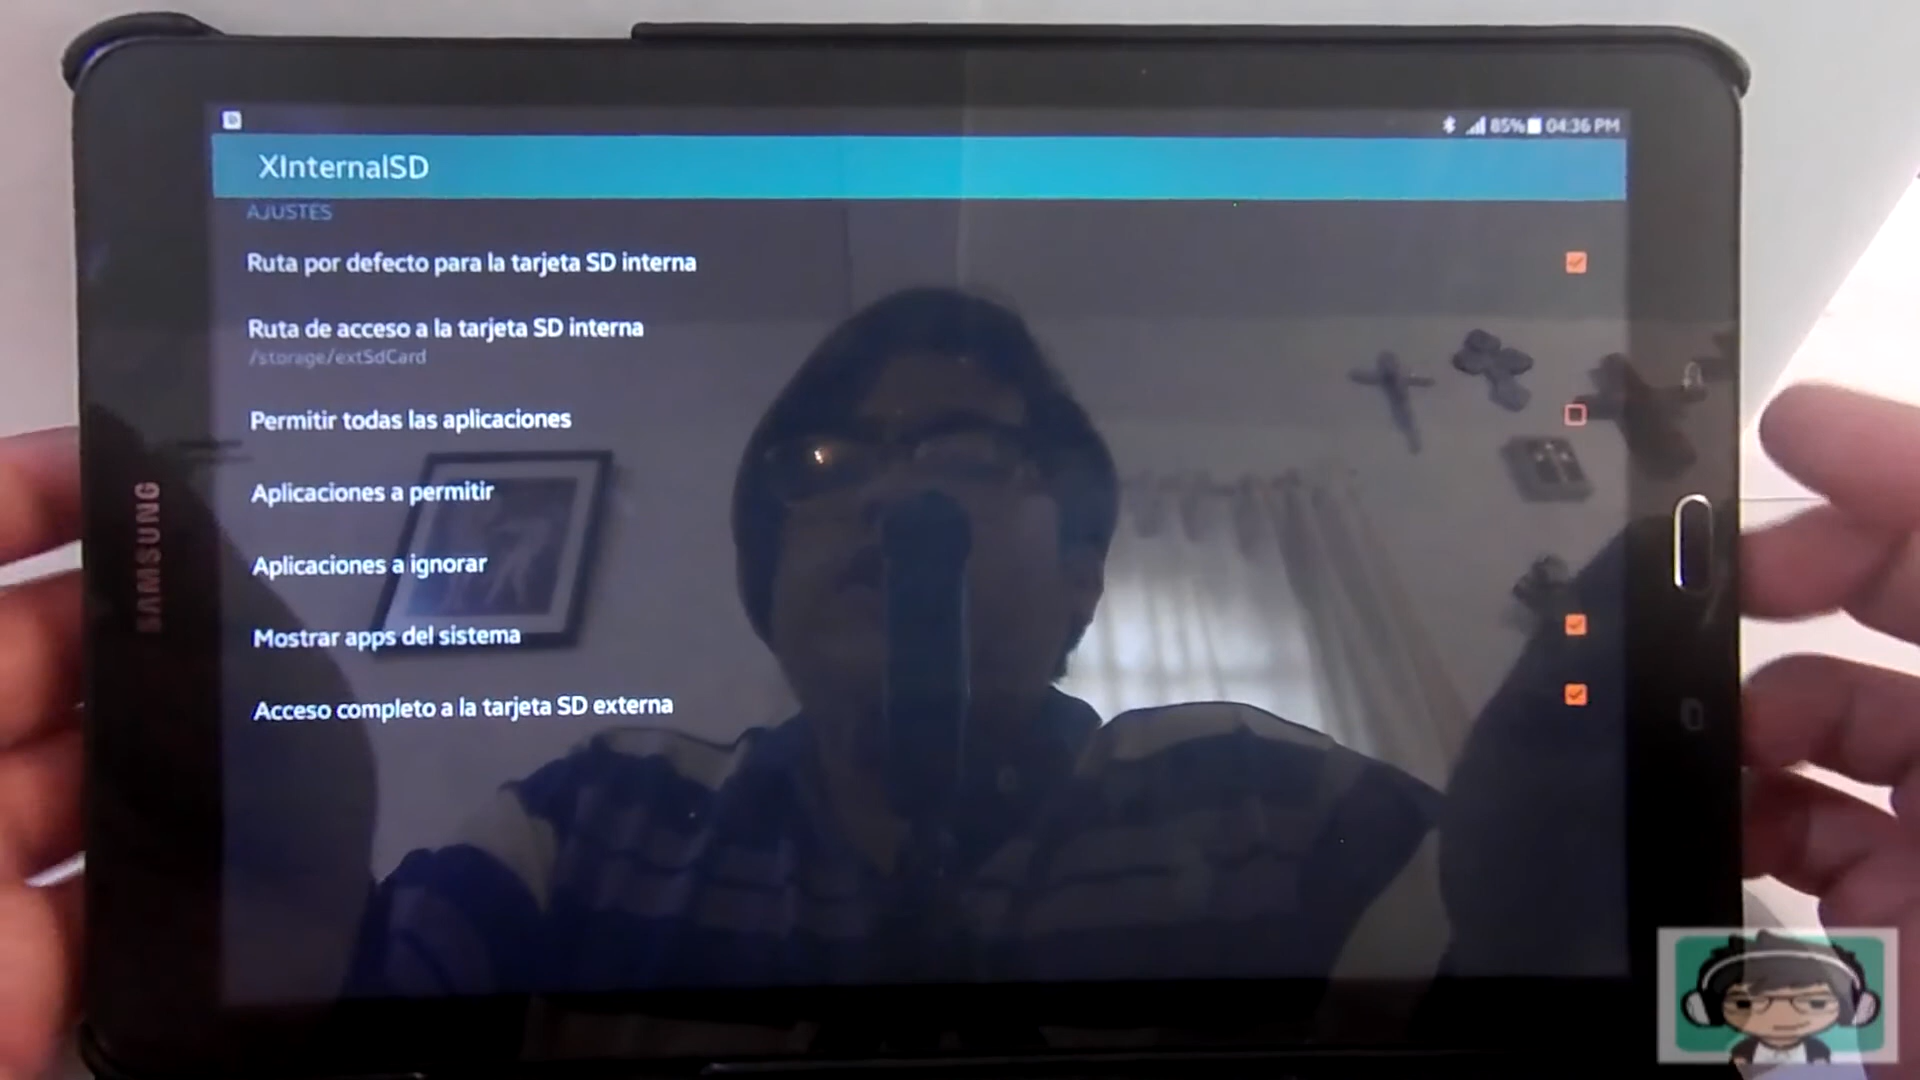 85% 04:36 PM
XInternalSD
AJUSTES
Ruta por defecto para la tarjeta SD interna
Ruta de acceso a la tarjeta SD interna
/storage/extSdCard
Permitir todas las aplicaciones
Aplicaciones a permitir
Aplicaciones a ignorar
Mostrar apps del sistema
Acceso completo a la tarjeta SD externa
SAMSUNG